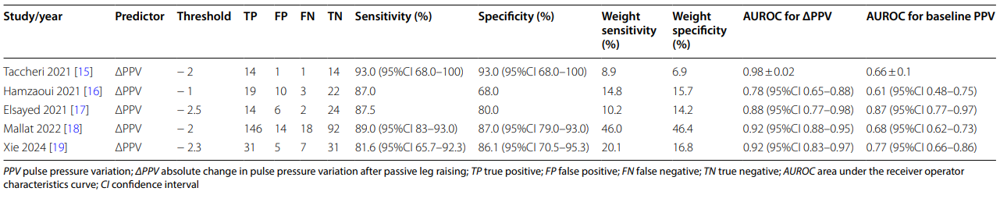 Study/year Predictor Threshold TP FP FN TN Sensitivity (%) Specificity (%) Weight sensitivity (%) Weight specificity (%) AUROC for ΔPPV AUROC for baseline PPV
Taccheri 2021 [15] ΔPPV − 2 14 1 1 14 93.0 (95%CI 68.0–100) 93.0 (95%CI 68.0–100) 8.9 6.9 0.98 ± 0.02 0.66 ± 0.1
Hamzaoui 2021 [16] ΔPPV − 1 19 10 3 22 87.0 68.0 14.8 15.7 0.78 (95%CI 0.65–0.88) 0.61 (95%CI 0.48–0.75)
Elsayed 2021 [17] ΔPPV − 2.5 14 6 2 24 87.5 80.0 10.2 14.2 0.88 (95%CI 0.77–0.98) 0.87 (95%CI 0.77–0.97)
Mallat 2022 [18] ΔPPV − 2 146 14 18 92 89.0 (95%CI 83–93.0) 87.0 (95%CI 79.0–93.0) 46.0 46.4 0.92 (95%CI 0.88–0.95) 0.68 (95%CI 0.62–0.73)
Xie 2024 [19] ΔPPV − 2.3 31 5 7 31 81.6 (95%CI 65.7–92.3) 86.1 (95%CI 70.5–95.3) 20.1 16.8 0.92 (95%CI 0.83–0.97) 0.77 (95%CI 0.66–0.86)
PPV pulse pressure variation; ΔPPV absolute change in pulse pressure variation after passive leg raising; TP true positive; FP false positive; FN false negative; TN true negative; AUROC area under the receiver operator
characteristics curve; CI confidence interval